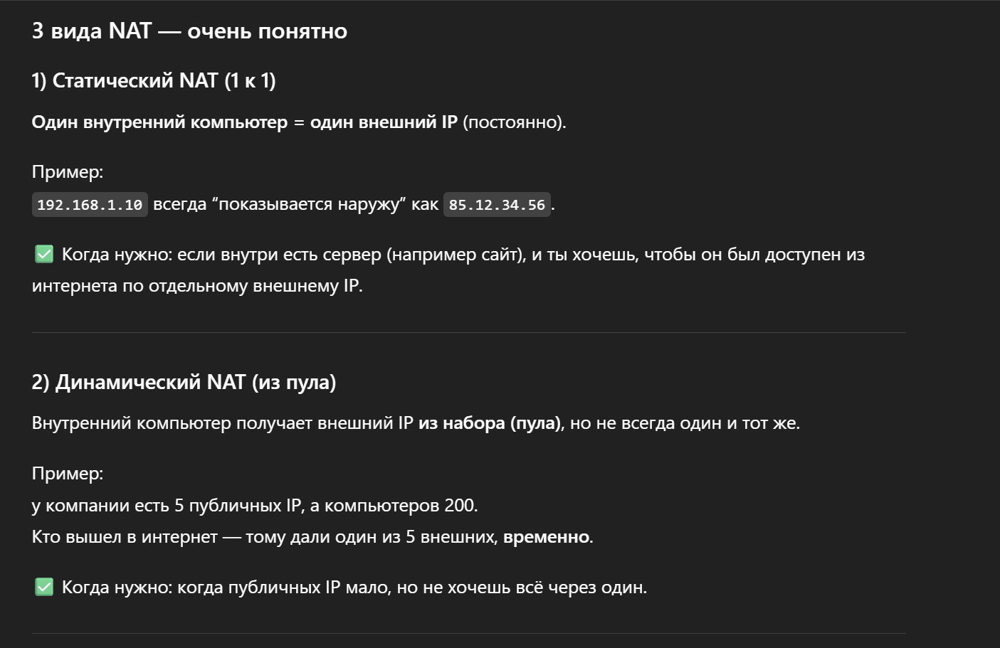 3 вида NAT — очень понятно
1) Статический NAT (1 к 1)
Один внутренний компьютер = один внешний IP (постоянно).
Пример:
192.168.1.10 всегда “показывается наружу” как 85.12.34.56.
✅ Когда нужно: если внутри есть сервер (например сайт), и ты хочешь, чтобы он был доступен из
интернета по отдельному внешнему IP.
2) Динамический NAT (из пула)
Внутренний компьютер получает внешний IP из набора (пула), но не всегда один и тот же.
Пример:
у компании есть 5 публичных IP, а компьютеров 200.
Кто вышел в интернет — тому дали один из 5 внешних, временно.
✅ Когда нужно: когда публичных IP мало, но не хочешь всё через один.